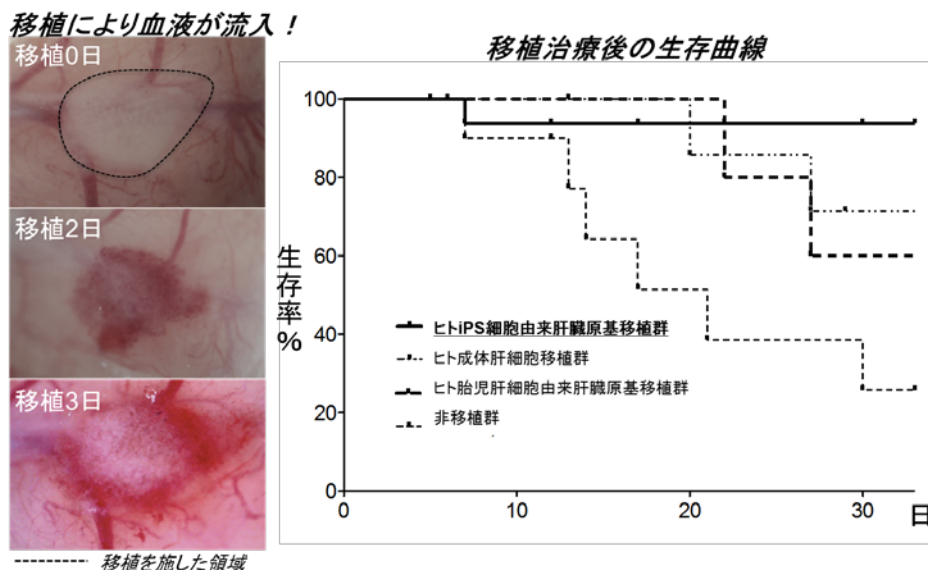 移植により血液が流入!
移植0日
移植2日
移植3日
移植を施した領域
移植治療後の生存曲線
100
80
60
40
20
0
生存率%
ヒトiPS細胞由来肝臓原基移植群
ヒト成体肝細胞移植群
ヒト胎児肝細胞由来肝臓原基移植群
非移植群
0 10 20 30 日